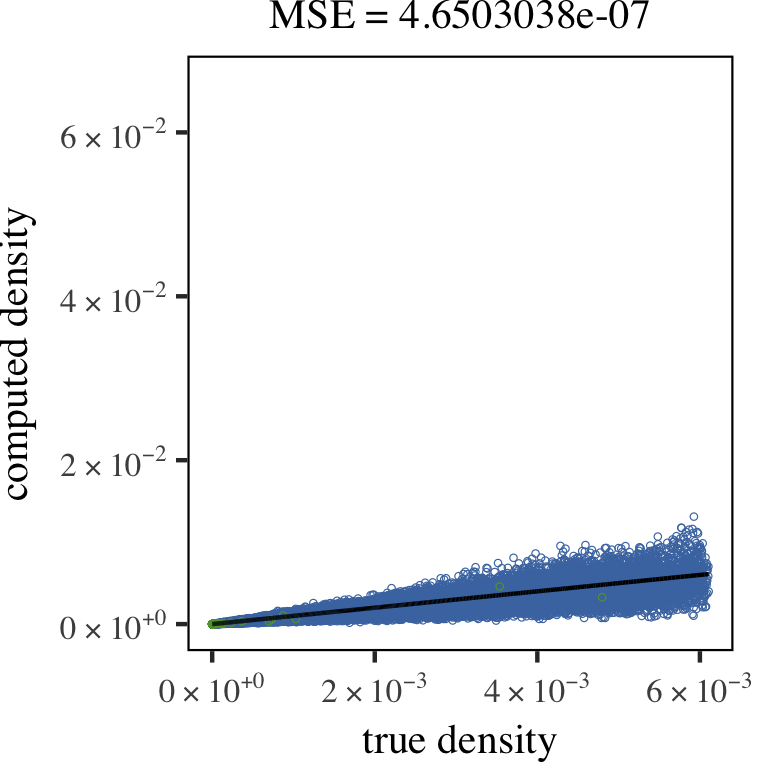 MSE = 4.6503038e-07
computed density
6 × 10⁻²
4 × 10⁻²
2 × 10⁻²
0 × 10⁺⁰
0 × 10⁺⁰ 2 × 10⁻³ 4 × 10⁻³ 6 × 10⁻³
true density